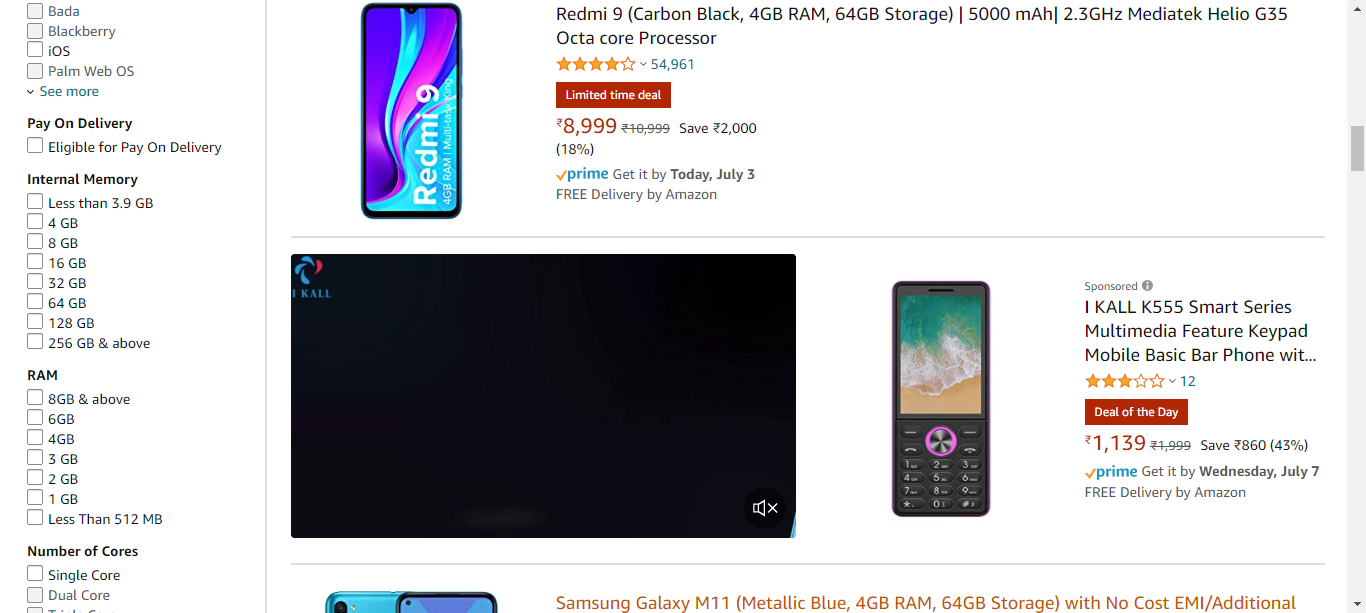 Bada
Blackberry
iOS
Palm Web OS
See more
Pay On Delivery
Eligible for Pay On Delivery
Internal Memory
Less than 3.9 GB
4 GB
8 GB
16 GB
32 GB
64 GB
128 GB
256 GB & above
RAM
8GB & above
6GB
4GB
3 GB
2 GB
1 GB
Less Than 512 MB
Number of Cores
Single Core
Dual Core
Redmi 9
4GB RAM | Multi-task King
Redmi 9 (Carbon Black, 4GB RAM, 64GB Storage) | 5000 mAh| 2.3GHz Mediatek Helio G35
Octa core Processor
54,961
Limited time deal
₹8,999 ₹10,999 Save ₹2,000
(18%)
prime Get it by Today, July 3
FREE Delivery by Amazon
I KALL
Sponsored
I KALL K555 Smart Series
Multimedia Feature Keypad
Mobile Basic Bar Phone wit...
12
Deal of the Day
₹1,139 ₹1,999 Save ₹860 (43%)
prime Get it by Wednesday, July 7
FREE Delivery by Amazon
Samsung Galaxy M11 (Metallic Blue, 4GB RAM, 64GB Storage) with No Cost EMI/Additional